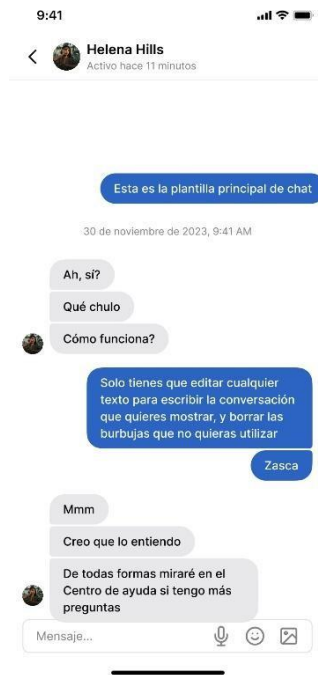 9:41
Helena Hills
Activo hace 11 minutos
Esta es la plantilla principal de chat
30 de noviembre de 2023, 9:41 AM
Ah, sí?
Qué chulo
Cómo funciona?
Solo tienes que editar cualquier
texto para escribir la conversación
que quieres mostrar, y borrar las
burbujas que no quieras utilizar
Zasca
Mmm
Creo que lo entiendo
De todas formas miraré en el
Centro de ayuda si tengo más
preguntas
Mensaje...